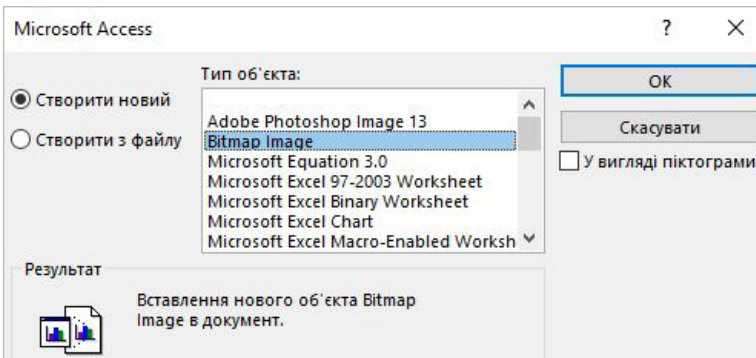 Microsoft Access
? ×
Тип об'єкта:
Створити новий
Створити з файлу
Adobe Photoshop Image 13
Bitmap Image
Microsoft Equation 3.0
Microsoft Excel 97-2003 Worksheet
Microsoft Excel Binary Worksheet
Microsoft Excel Chart
Microsoft Excel Macro-Enabled Worksh
ОК
Скасувати
У вигляді піктограми
Результат
Вставлення нового об'єкта Bitmap
Image в документ.